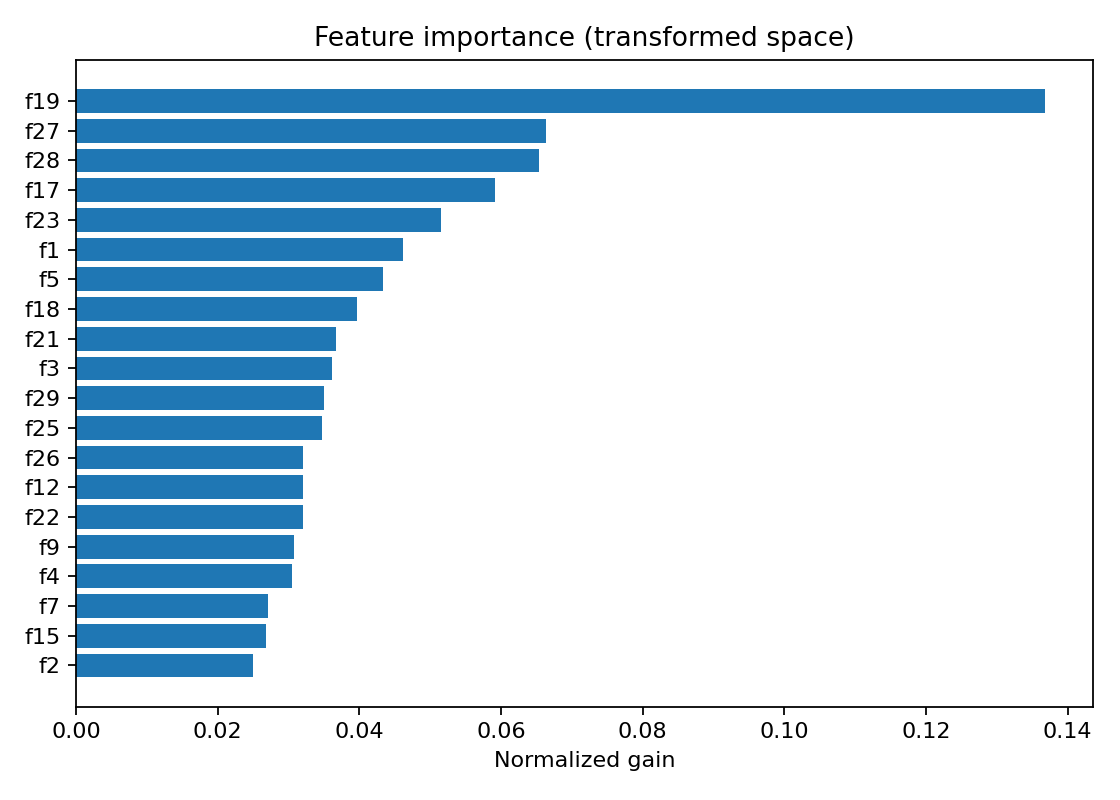 Feature importance (transformed space)
f19
f27
f28
f17
f23
f1
f5
f18
f21
f3
f29
f25
f26
f12
f22
f9
f4
f7
f15
f2
0.00 0.02 0.04 0.06 0.08 0.10 0.12 0.14
Normalized gain